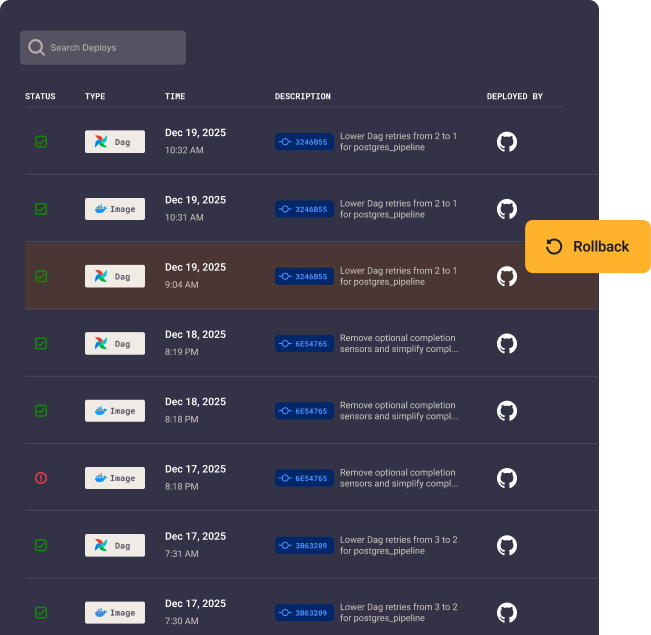 Search Deploys
STATUS TYPE TIME DESCRIPTION DEPLOYED BY
Dag Dec 19, 2025 10:32 AM 3246B55 Lower Dag retries from 2 to 1
for postgres_pipeline
Image Dec 19, 2025 10:31 AM 3246B55 Lower Dag retries from 2 to 1
for postgres_pipeline
Rollback
Dag Dec 19, 2025 9:04 AM 3246B55 Lower Dag retries from 2 to 1
for postgres_pipeline
Dag Dec 18, 2025 8:19 PM 6E54765 Remove optional completion
sensors and simplify compl...
Image Dec 18, 2025 8:18 PM 6E54765 Remove optional completion
sensors and simplify compl...
Image Dec 17, 2025 8:18 PM 6E54765 Remove optional completion
sensors and simplify compl...
Dag Dec 17, 2025 7:31 AM 3B63209 Lower Dag retries from 3 to 2
for postgres_pipeline
Image Dec 17, 2025 7:30 AM 3B63209 Lower Dag retries from 3 to 2
for postgres_pipeline